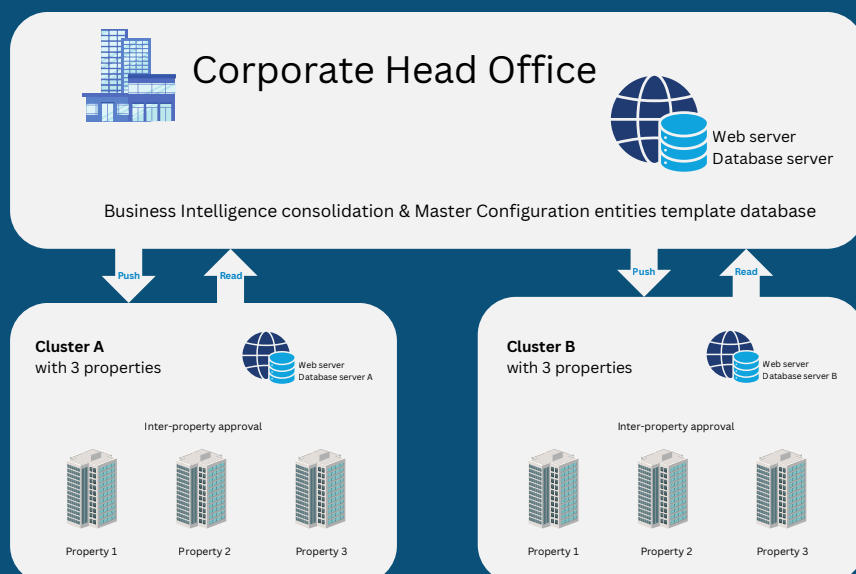 Corporate Head Office
Web server
Database server
Business Intelligence consolidation & Master Configuration entities template database
Push
Read
Push
Read
Cluster A
with 3 properties
Web server
Database server A
Inter-property approval
Property 1
Property 2
Property 3
Cluster B
with 3 properties
Web server
Database server B
Inter-property approval
Property 1
Property 2
Property 3